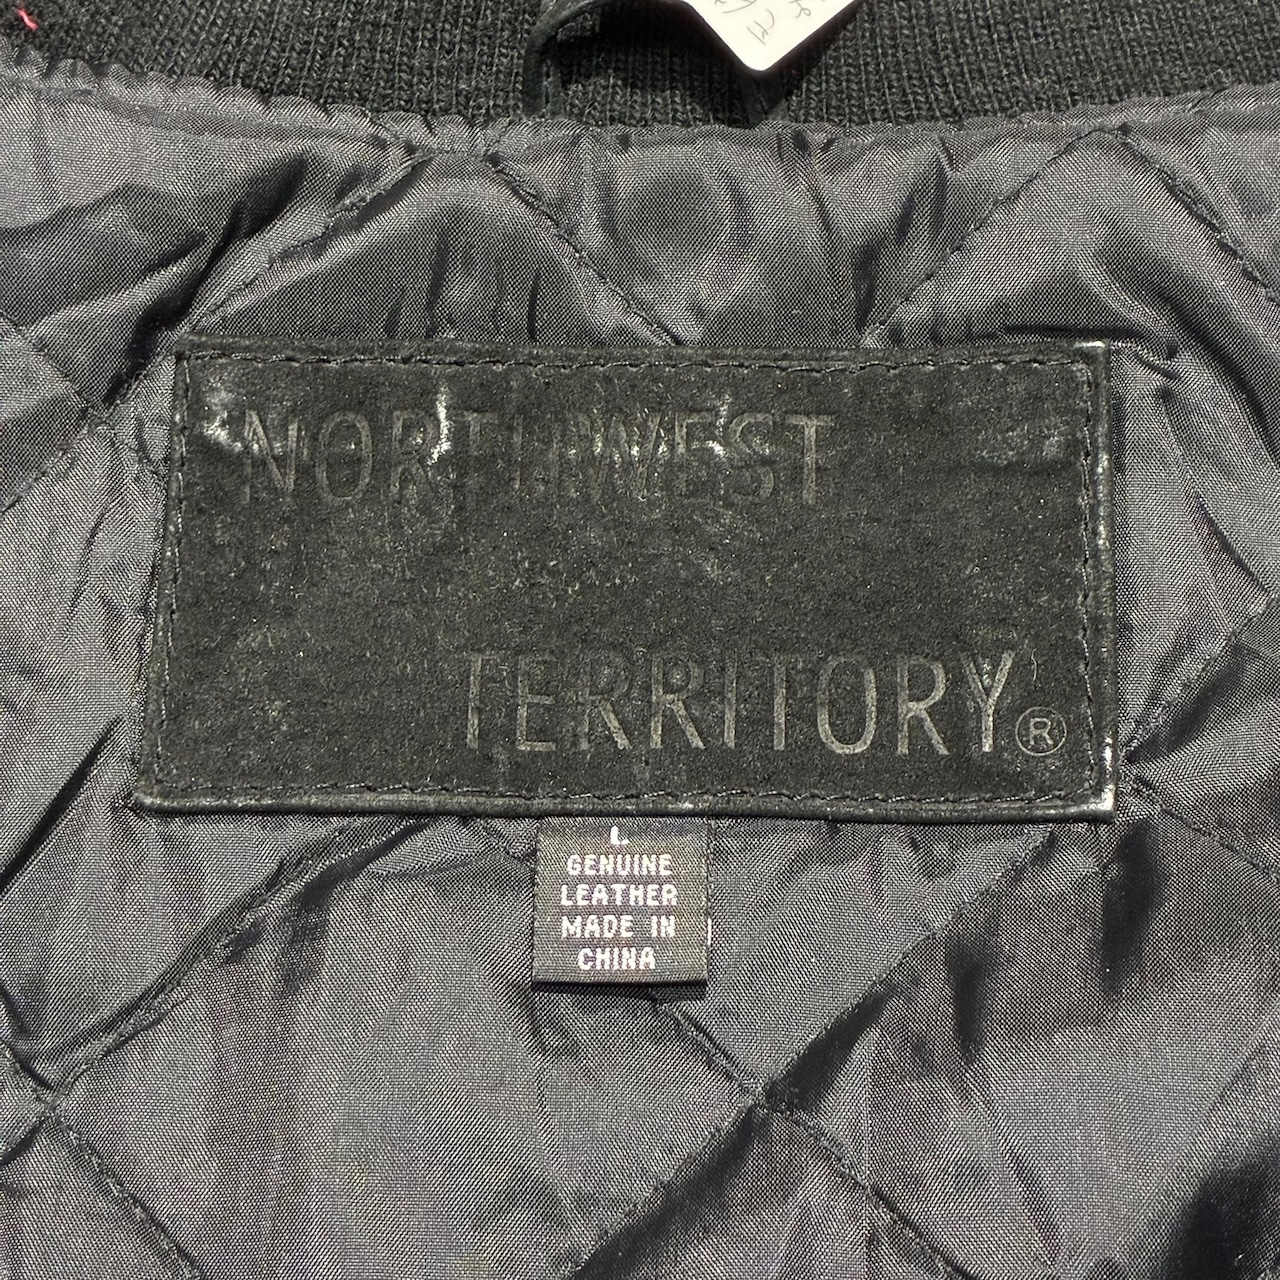 NORTHWEST
TERRITORY®
L
GENUINE
LEATHER
MADE IN
CHINA